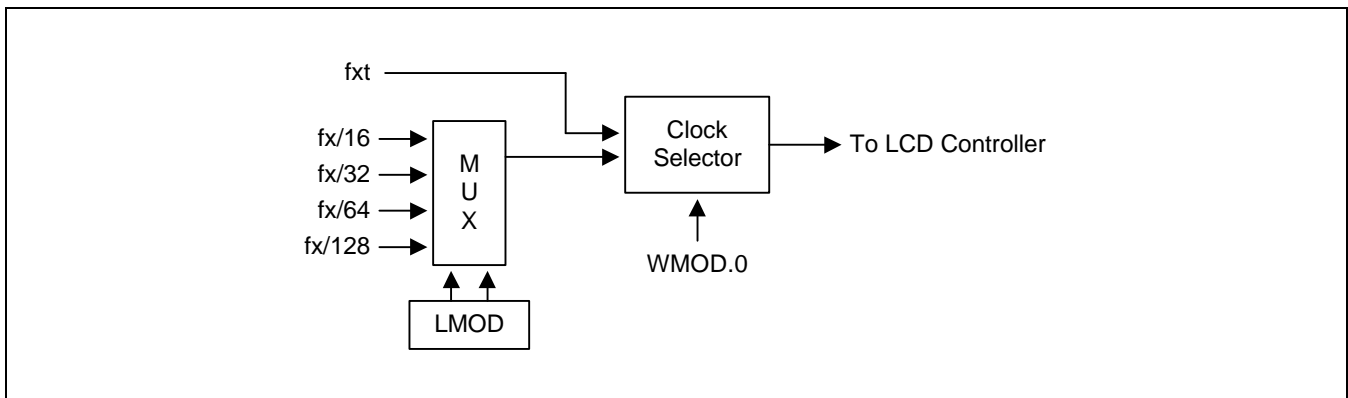 fxt
fx/16
fx/32
fx/64
fx/128
M
U
X
LMOD
Clock
Selector
WMOD.0
To LCD Controller